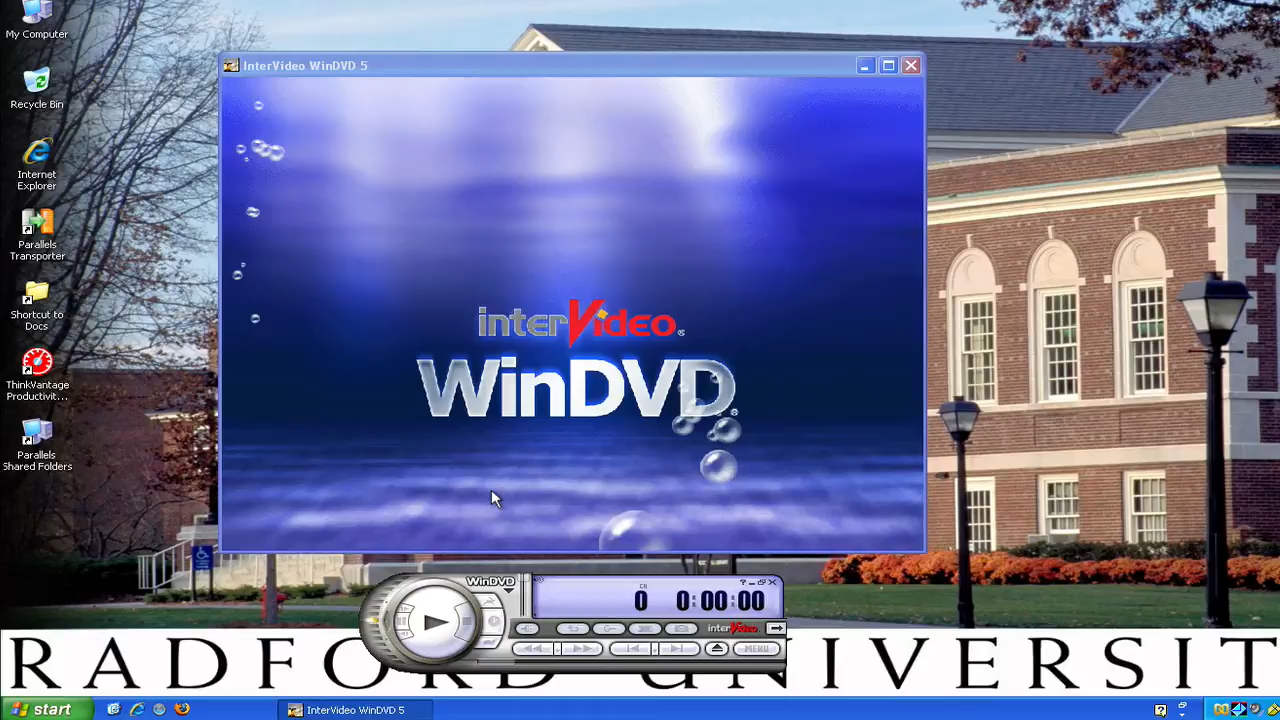 My Computer
Recycle Bin
Internet
Explorer
Parallels
Transporter
Shortcut to
Docs
ThinkVantage
Productivit...
Parallels
Shared Folders
InterVideo WinDVD 5
interVideo®
WinDVD®
WinDVD
CH
0 0:00:00
interVideo
MENU
RADFORD UNIVERSIT
start
InterVideo WinDVD 5